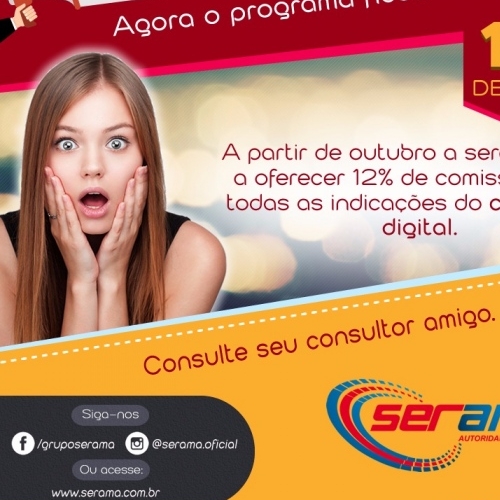 Agora o programa
DE
A partir de outubro a
a oferecer 12% de
todas as indicações do
digital.
Consulte seu consultor amigo.
Siga-nos
/gruposerama @serama.oficial
Ou acesse:
www.serama.com.br